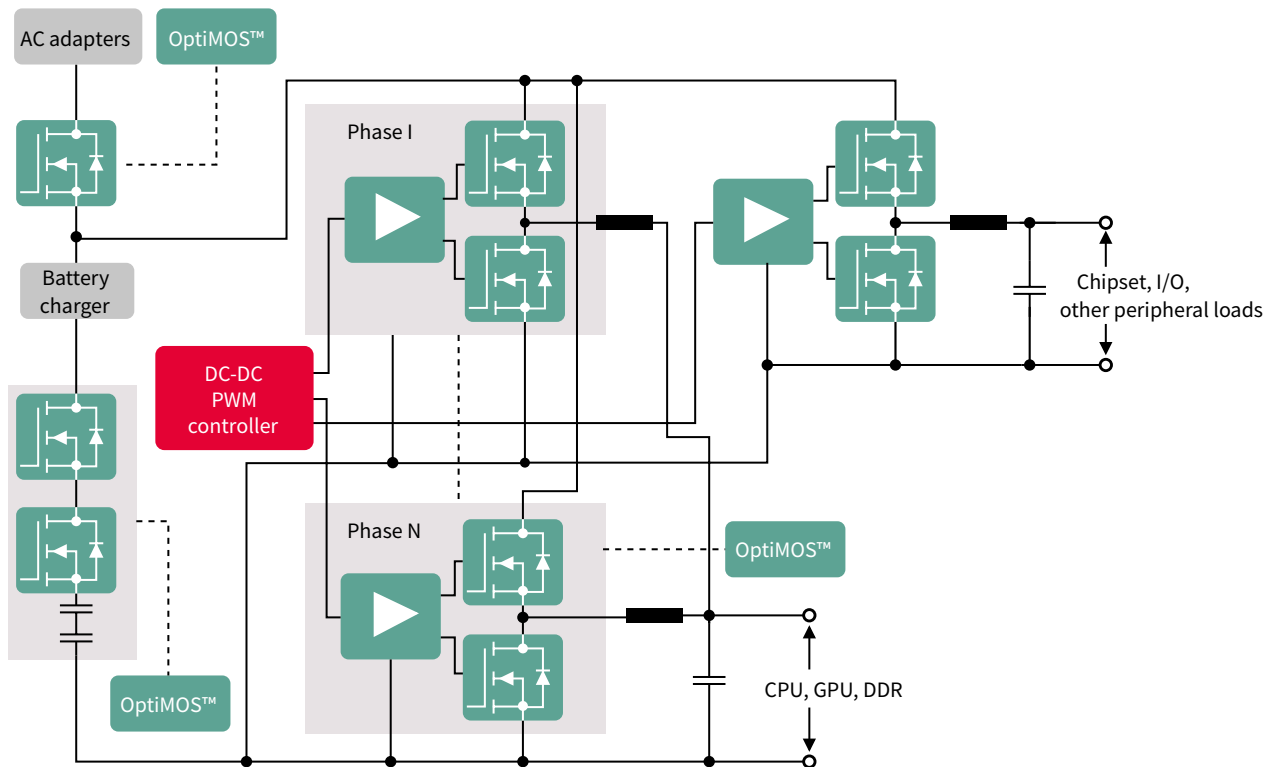 AC adapters
OptiMOS™
Phase I
Battery
charger
Chipset, I/O,
other peripheral loads
DC-DC
PWM
controller
Phase N
OptiMOS™
OptiMOS™
CPU, GPU, DDR